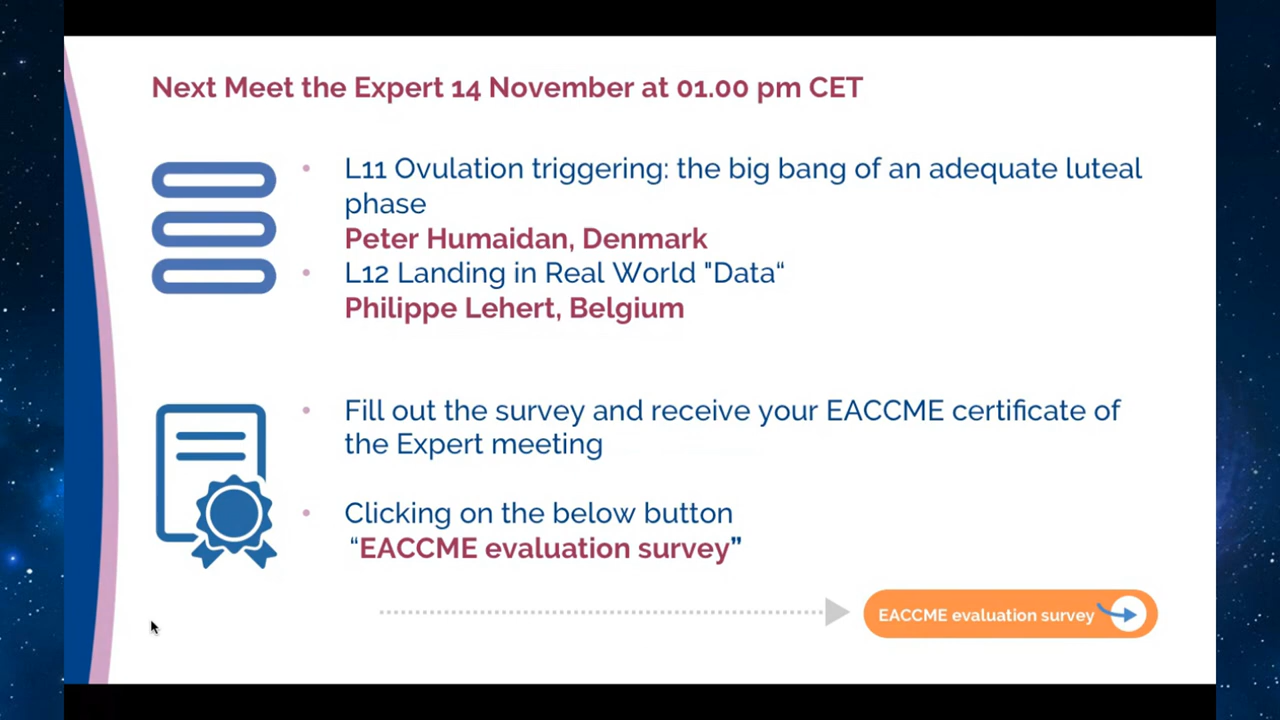 Next Meet the Expert 14 November at 01.00 pm CET
• L11 Ovulation triggering: the big bang of an adequate luteal
phase
Peter Humaidan, Denmark
• L12 Landing in Real World "Data“
Philippe Lehert, Belgium
• Fill out the survey and receive your EACCME certificate of
the Expert meeting
• Clicking on the below button
“EACCME evaluation survey”
EACCME evaluation survey